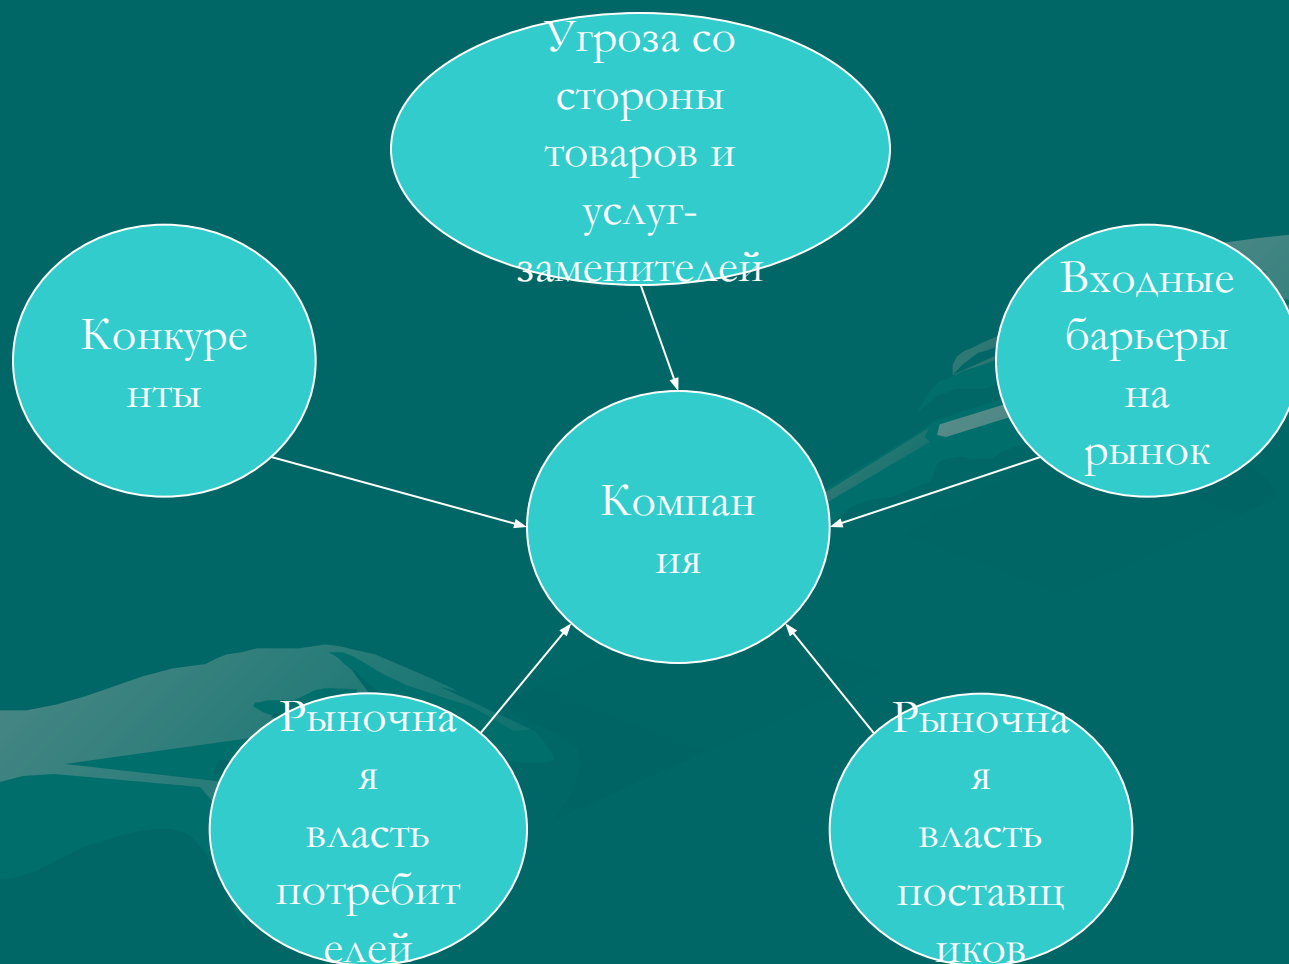 Угроза со
стороны
товаров и
услуг-
заменителей
Конкуре
нты
Входные
барьеры
на
рынок
Компан
ия
Рыночна
я
власть
потребит
елей
Рыночна
я
власть
поставщ
иков